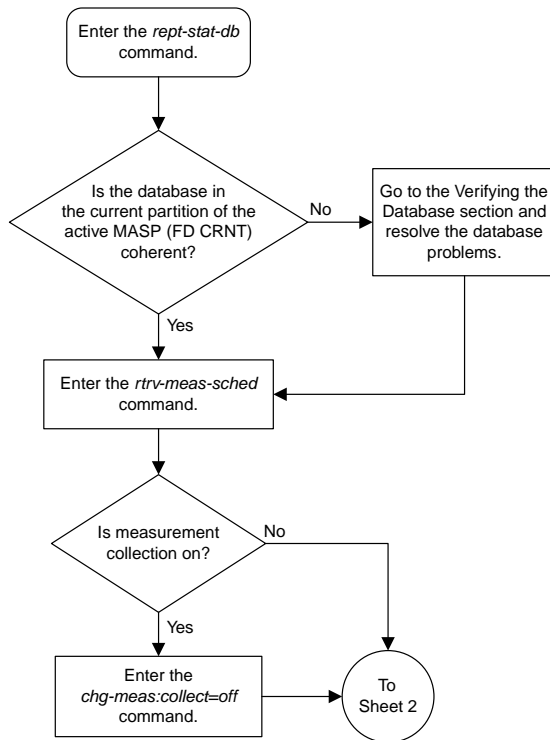 Enter the rept-stat-db
command.
Is the database in
the current partition of the
active MASP (FD CRNT)
coherent?
No
Go to the Verifying the
Database section and
resolve the database
problems.
Yes
Enter the rtrv-meas-sched
command.
Is measurement
collection on?
No
Yes
Enter the
chg-meas:collect=off
command.
To
Sheet 2